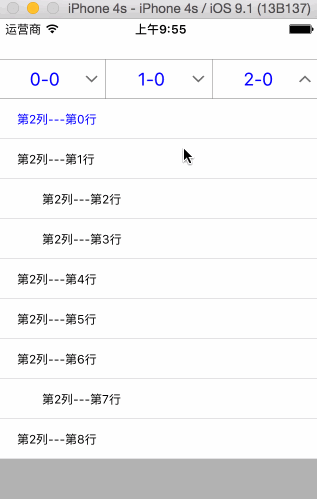 iPhone 4s - iPhone 4s / iOS 9.1 (13B137)
运营商 上午9:55
0-0 1-0 2-0
第2列---第0行
第2列---第1行
第2列---第2行
第2列---第3行
第2列---第4行
第2列---第5行
第2列---第6行
第2列---第7行
第2列---第8行